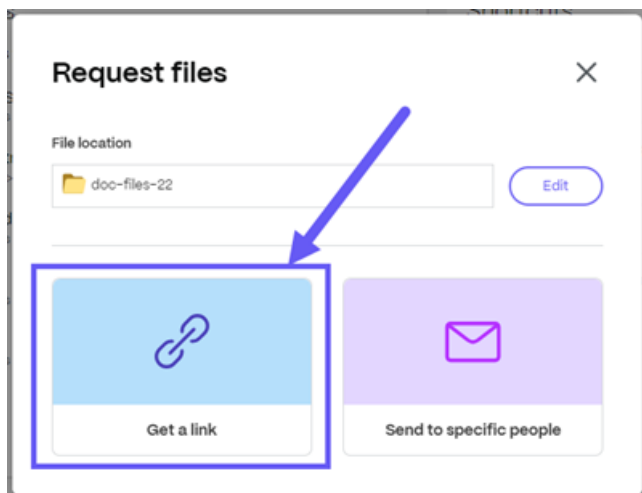 Request files
File location
doc-files-22
Edit
Get a link
Send to specific people